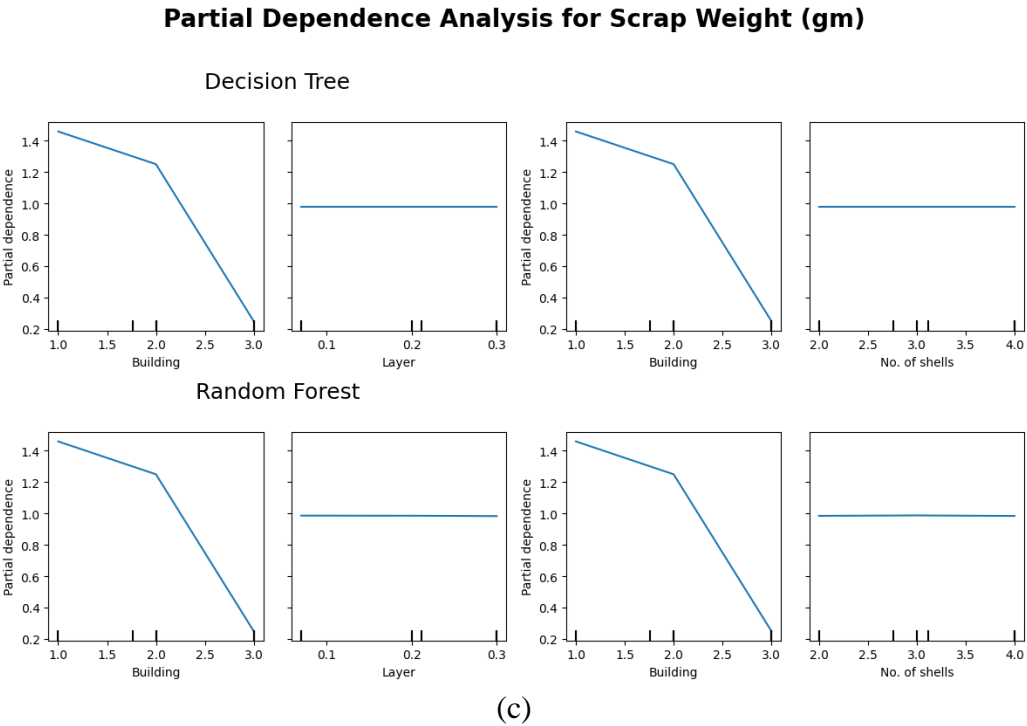 Partial Dependence Analysis for Scrap Weight (gm)
Decision Tree
Partial dependence
1.4
1.2
1.0
0.8
0.6
0.4
0.2
1.0 1.5 2.0 2.5 3.0
Building
0.1 0.2 0.3
Layer
Partial dependence
1.4
1.2
1.0
0.8
0.6
0.4
0.2
1.0 1.5 2.0 2.5 3.0
Building
2.0 2.5 3.0 3.5 4.0
No. of shells
Random Forest
Partial dependence
1.4
1.2
1.0
0.8
0.6
0.4
0.2
1.0 1.5 2.0 2.5 3.0
Building
0.1 0.2 0.3
Layer
Partial dependence
1.4
1.2
1.0
0.8
0.6
0.4
0.2
1.0 1.5 2.0 2.5 3.0
Building
2.0 2.5 3.0 3.5 4.0
No. of shells
(c)